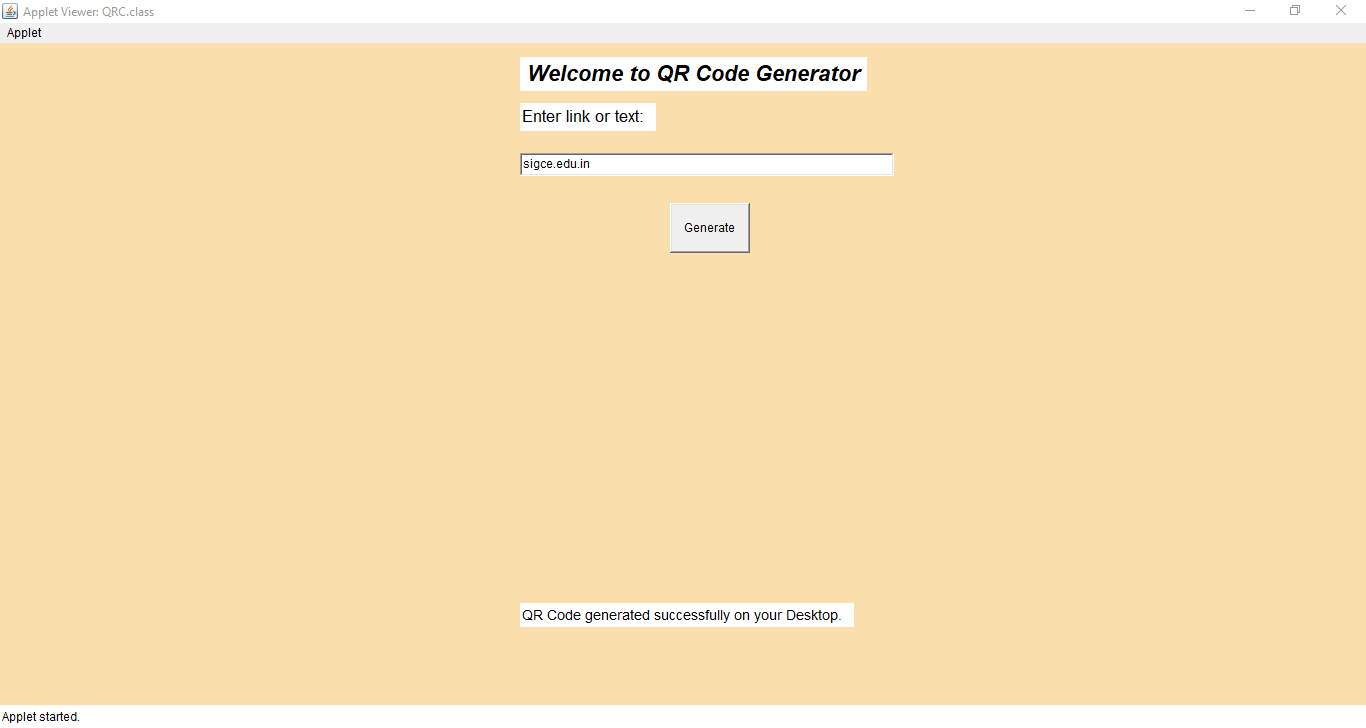 Applet Viewer: QRC.class
Applet
Welcome to QR Code Generator
Enter link or text:
sigce.edu.in
Generate
QR Code generated successfully on your Desktop.
Applet started.